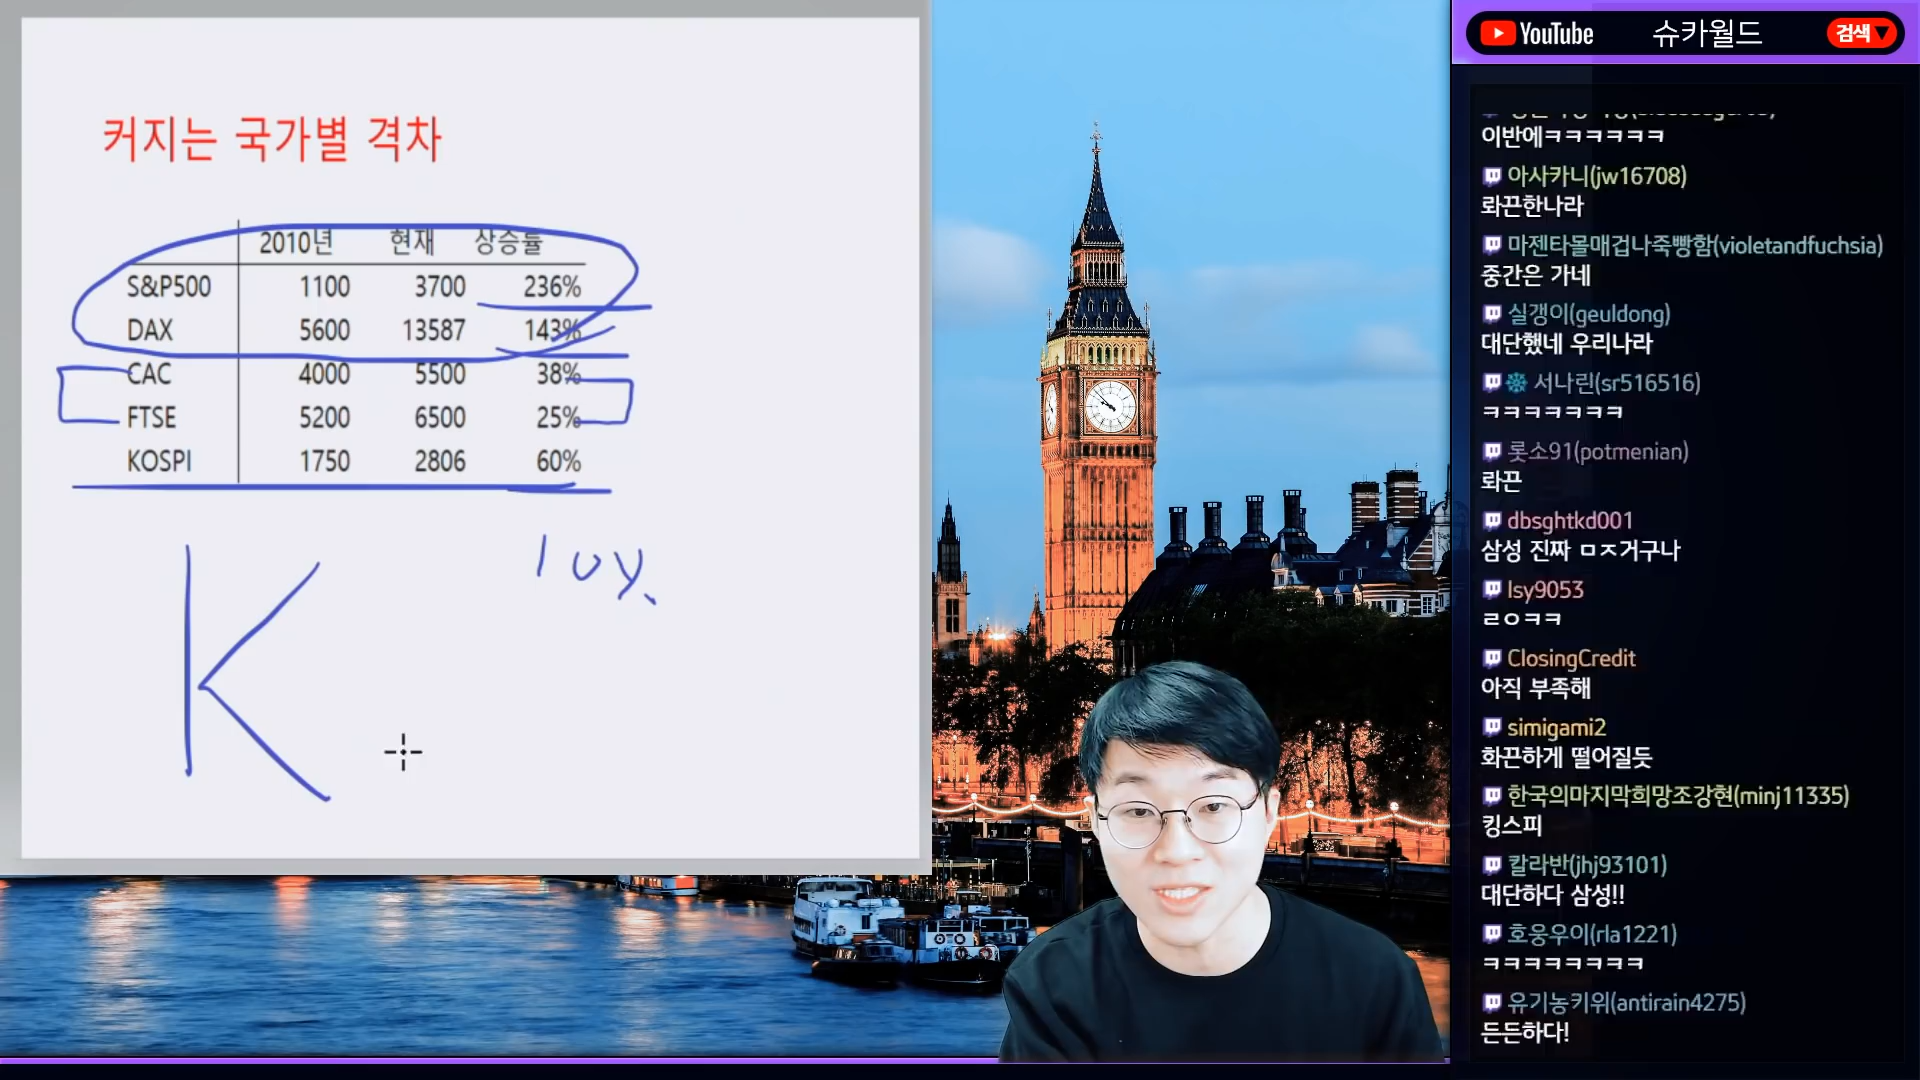 커지는 국가별 격차
2010년 현재 상승률
S&P500 1100 3700 236%
DAX 5600 13587 143%
CAC 4000 5500 38%
FTSE 5200 6500 25%
KOSPI 1750 2806 60%
10y.
K
YouTube 슈카월드 검색▼
이반에ㅋㅋㅋㅋㅋㅋ
아사카니(jw16708)
롸끈한나라
마젠타몰매겁나죽빵함(violetandfuchsia)
중간은 가네
실갱이(geuldong)
대단했네 우리나라
서나린(sr516516)
ㅋㅋㅋㅋㅋㅋㅋ
롯소91(potmenian)
롸끈
dbsghtkd001
삼성 진짜 ㅁㅈ거구나
lsy9053
ㄹㅇㅋㅋ
ClosingCredit
아직 부족해
simigami2
화끈하게 떨어질듯
한국의마지막희망조강현(minj11335)
킹스피
칼라반(jhj93101)
대단하다 삼성!!
호웅우이(rla1221)
ㅋㅋㅋㅋㅋㅋㅋㅋ
유기농키위(antirain4275)
든든하다!